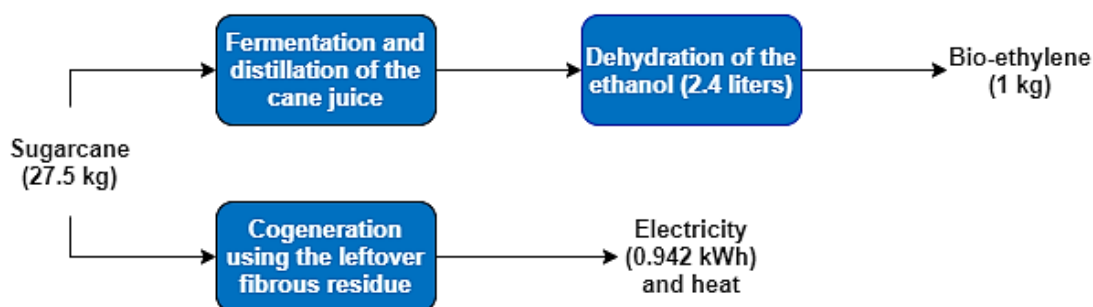 Fermentation and
distillation of the
cane juice
Dehydration of the
ethanol (2.4 liters)
Bio-ethylene
(1 kg)
Sugarcane
(27.5 kg)
Cogeneration
using the leftover
fibrous residue
Electricity
(0.942 kWh)
and heat